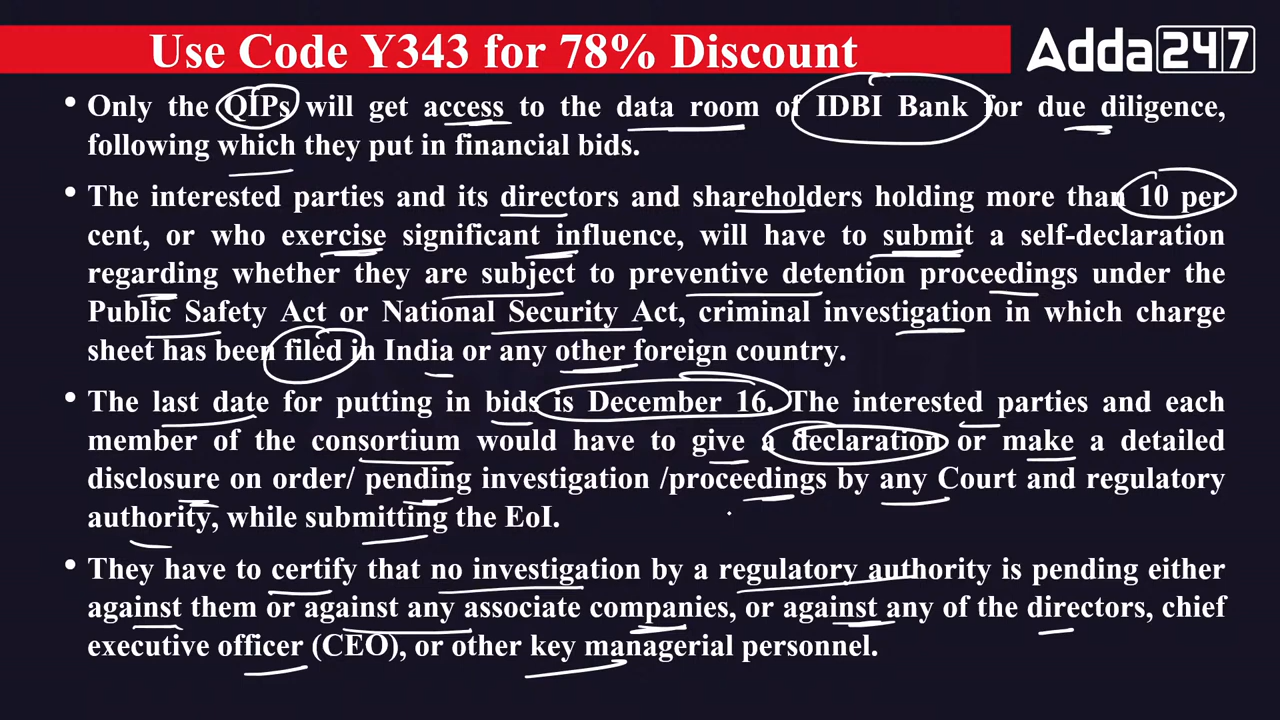 Use Code Y343 for 78% Discount
Adda247
• Only the QIPs will get access to the data room of IDBI Bank for due diligence,
following which they put in financial bids.
• The interested parties and its directors and shareholders holding more than 10 per
cent, or who exercise significant influence, will have to submit a self-declaration
regarding whether they are subject to preventive detention proceedings under the
Public Safety Act or National Security Act, criminal investigation in which charge
sheet has been filed in India or any other foreign country.
• The last date for putting in bids is December 16. The interested parties and each
member of the consortium would have to give a declaration or make a detailed
disclosure on order/ pending investigation /proceedings by any Court and regulatory
authority, while submitting the EoI.
• They have to certify that no investigation by a regulatory authority is pending either
against them or against any associate companies, or against any of the directors, chief
executive officer (CEO), or other key managerial personnel.